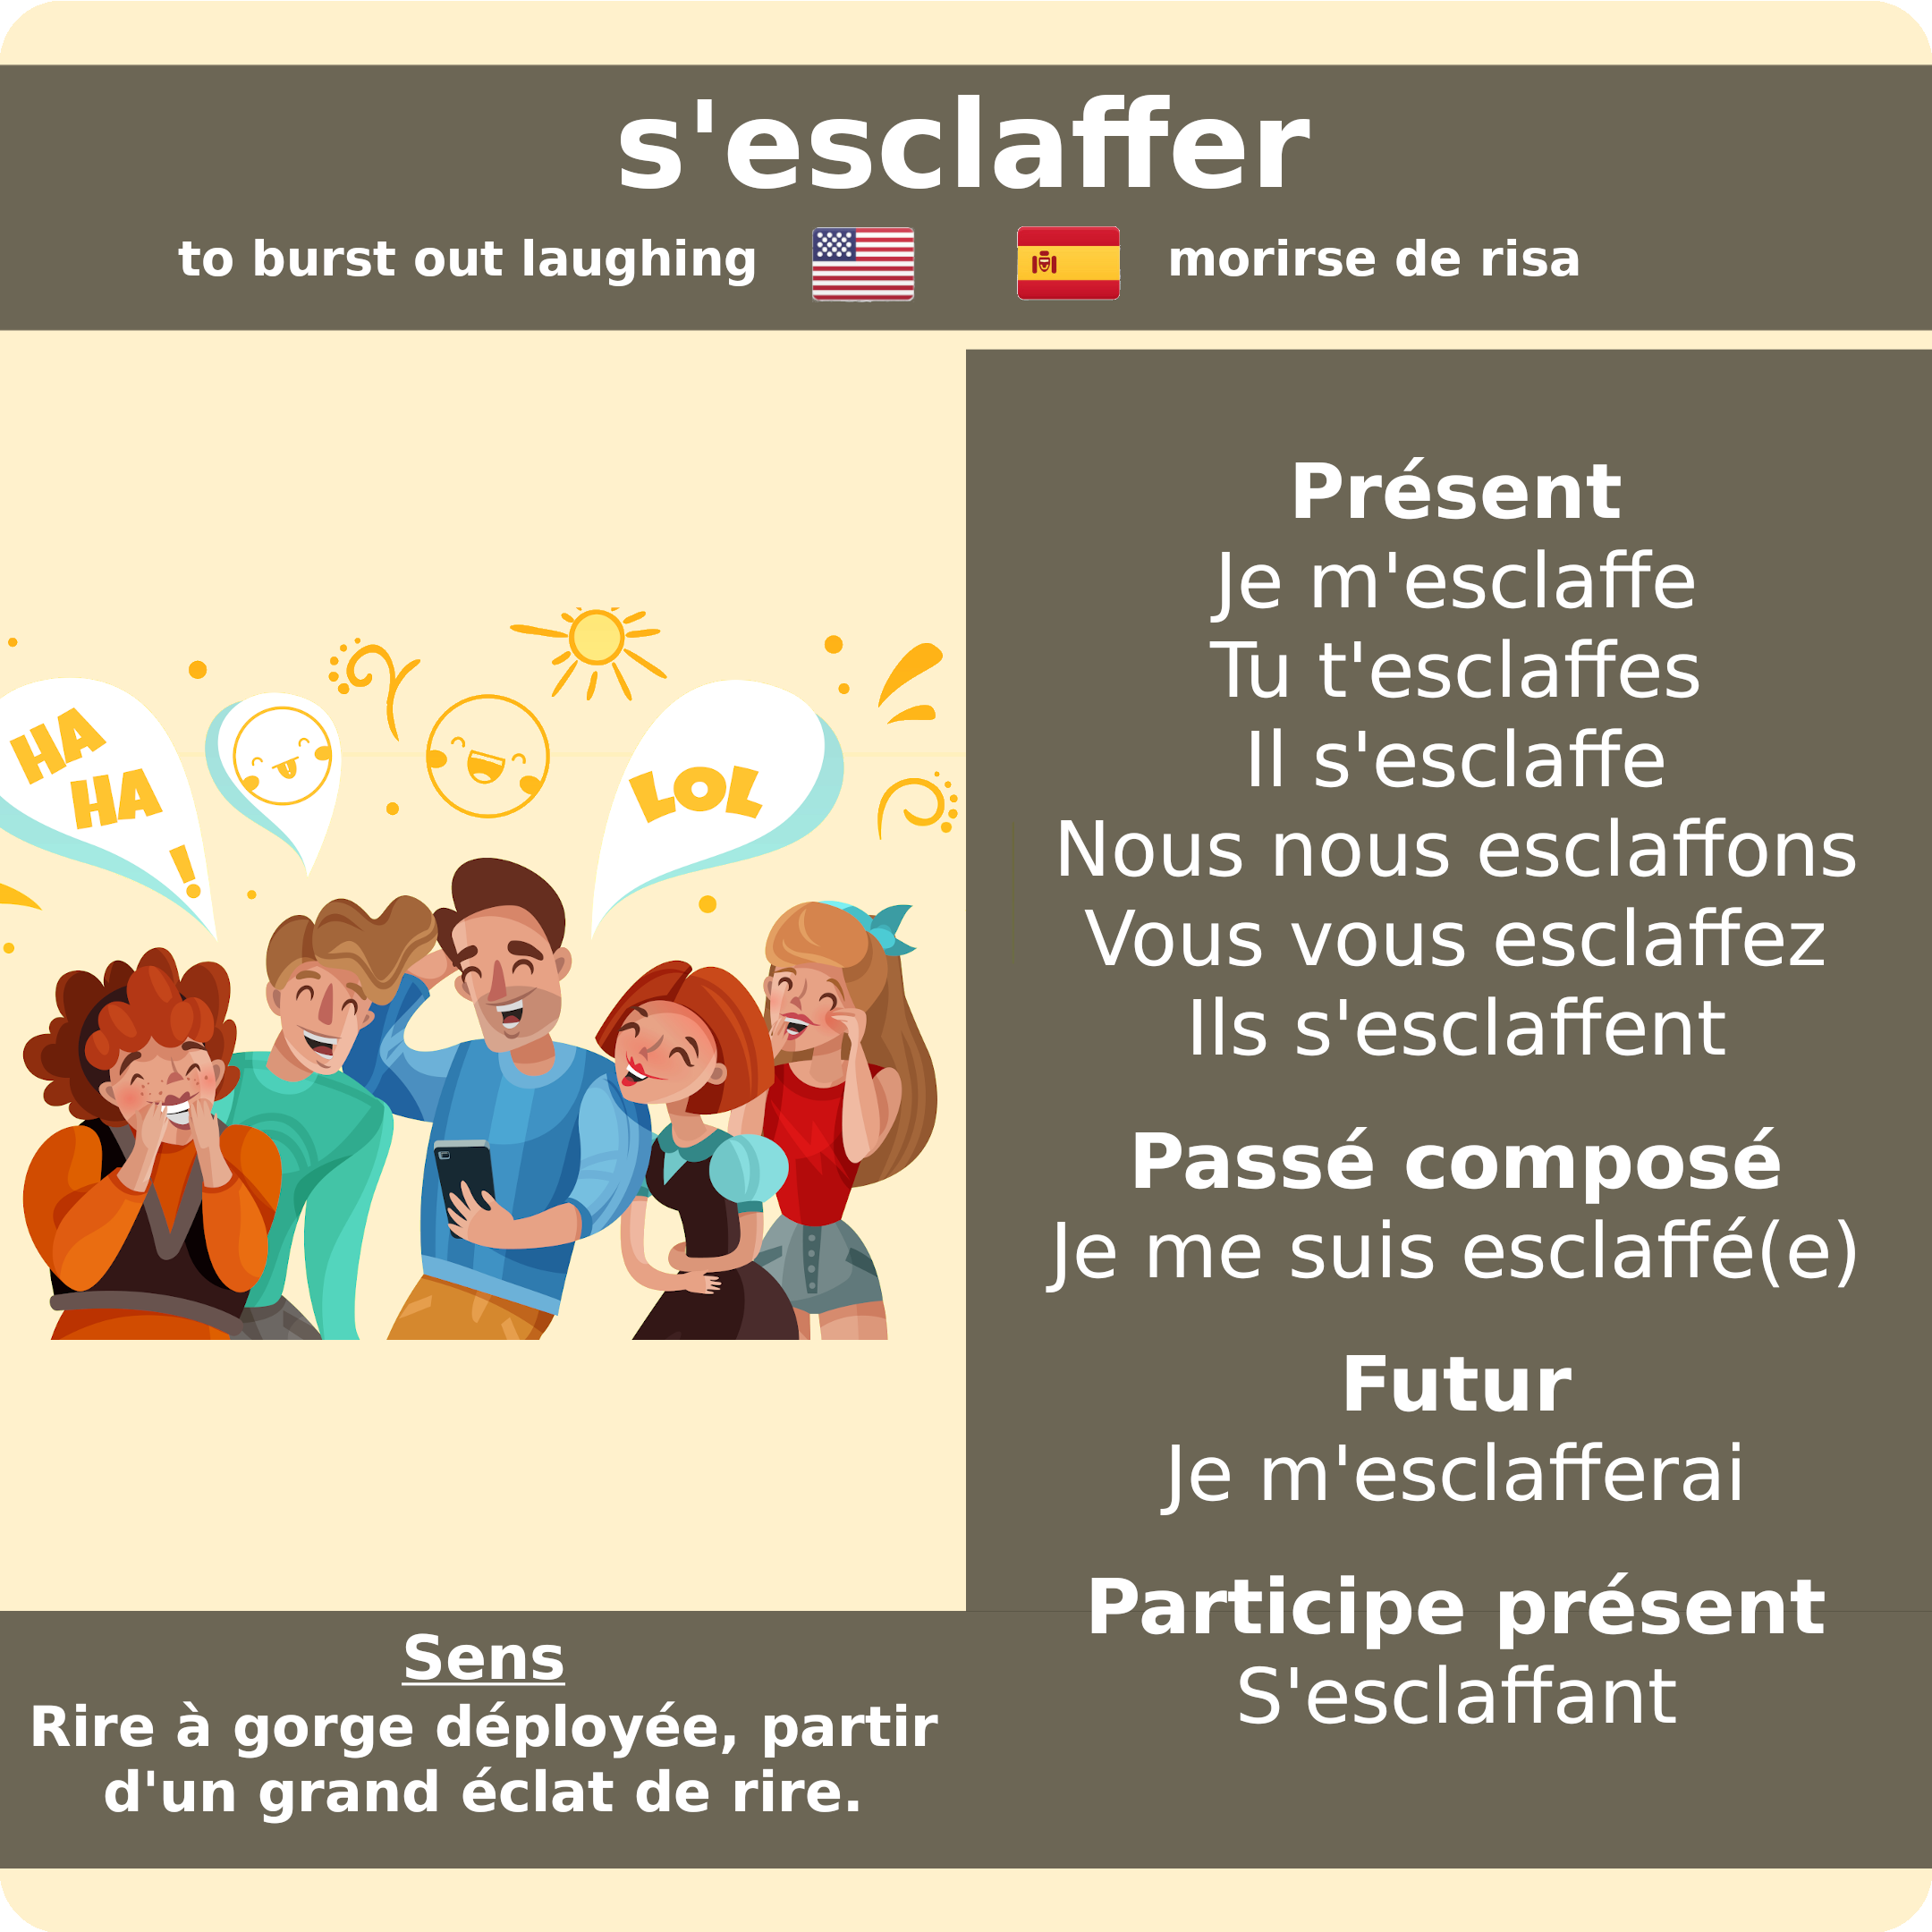 s'esclaffer
to burst out laughing
morirse de risa
HA
HA
!
LOL
Présent
Je m'esclaffe
Tu t'esclaffes
Il s'esclaffe
Nous nous esclaffons
Vous vous esclaffez
Ils s'esclaffent
Passé composé
Je me suis esclaffé(e)
Futur
Je m'esclafferai
Participe présent
S'esclaffant
Sens
Rire à gorge déployée, partir
d'un grand éclat de rire.